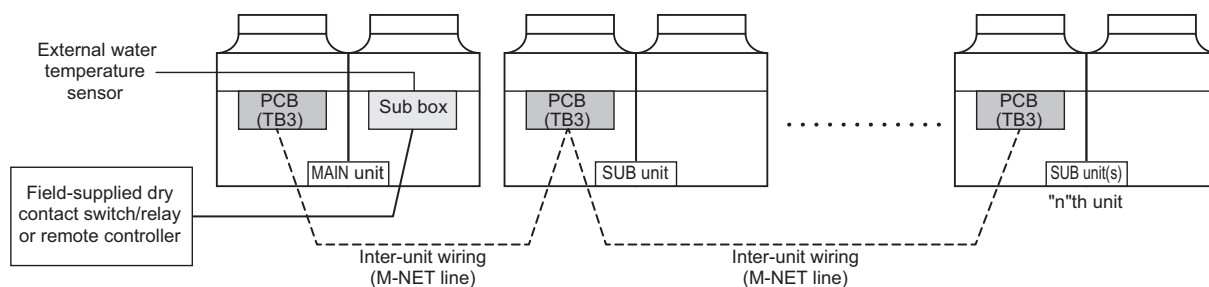 External water
temperature
sensor
PCB
(TB3)
Sub box
MAIN unit
Field-supplied dry
contact switch/relay
or remote controller
PCB
(TB3)
SUB unit
PCB
(TB3)
SUB unit(s)
"n"th unit
Inter-unit wiring
(M-NET line)
Inter-unit wiring
(M-NET line)